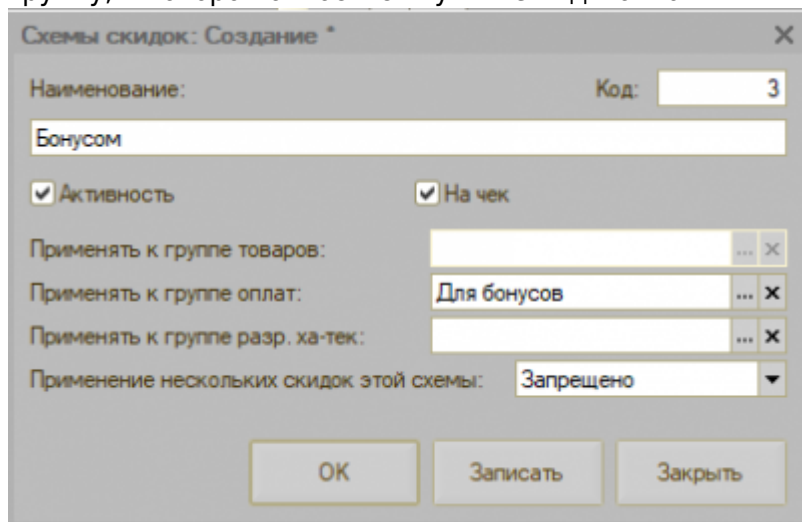 Схемы скидок: Создание *
Наименование: Код: 3
Бонусом
Активность На чек
Применять к группе товаров: ...
Применять к группе оплат: Для бонусов ...
Применять к группе разр. ха-тек: ...
Применение нескольких скидок этой схемы: Запрещено
OK Записать Закрыть